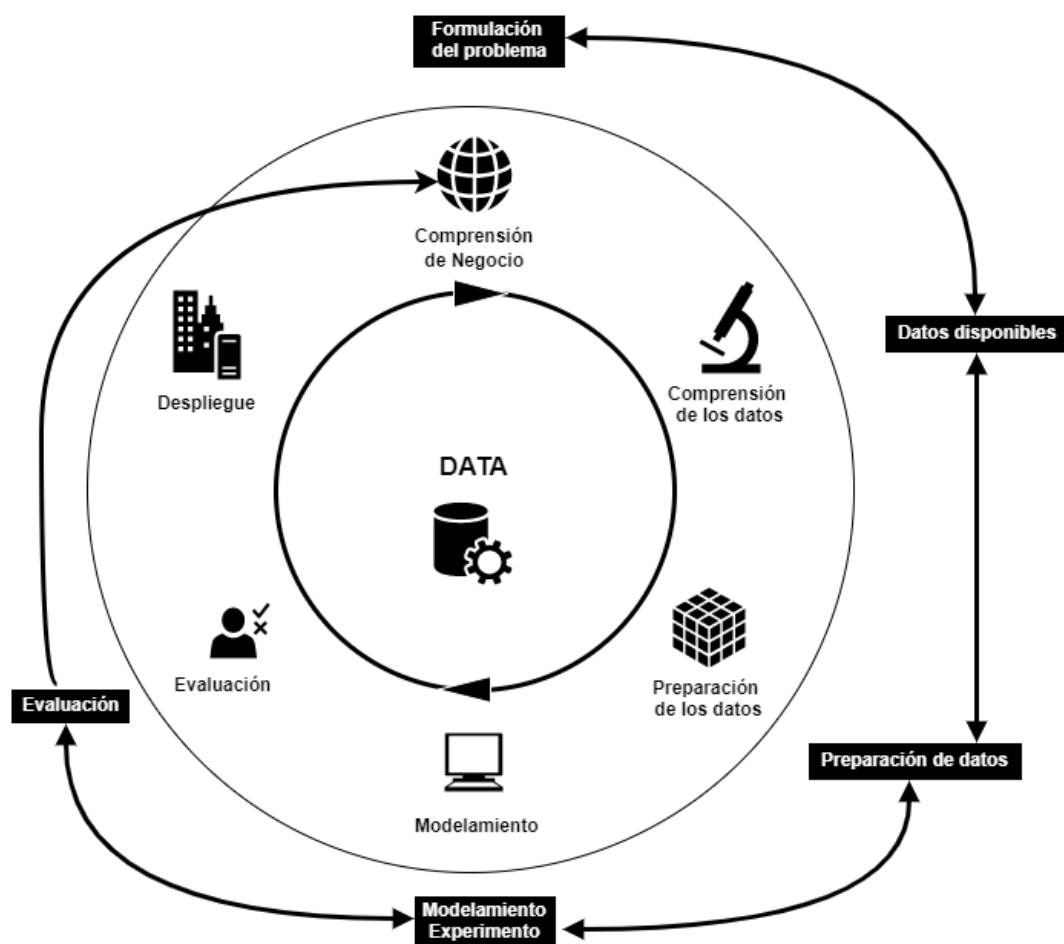 Formulación
del problema
Comprensión
de Negocio
Datos disponibles
Despliegue
Comprensión
de los datos
DATA
Evaluación
Preparación
de los datos
Evaluación
Preparación de datos
Modelamiento
Modelamiento
Experimento